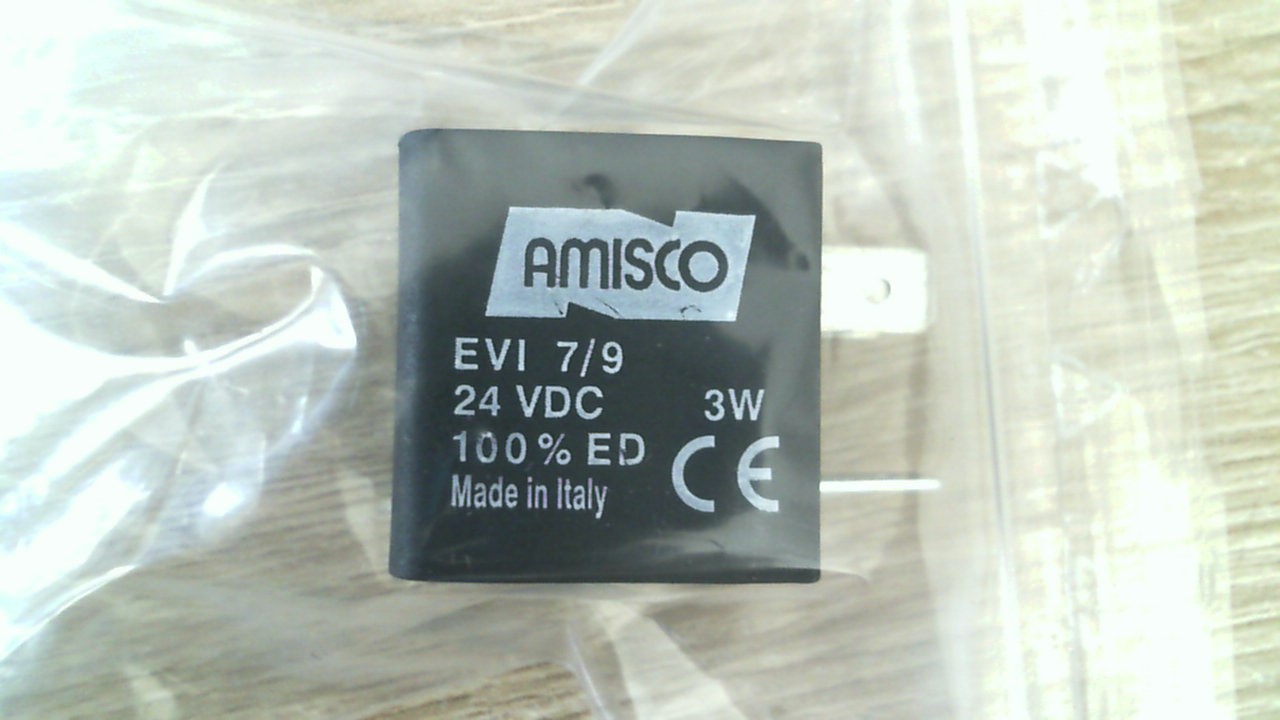 AMISCO
EVI 7/9
24 VDC 3W
100% ED
Made in Italy
CE